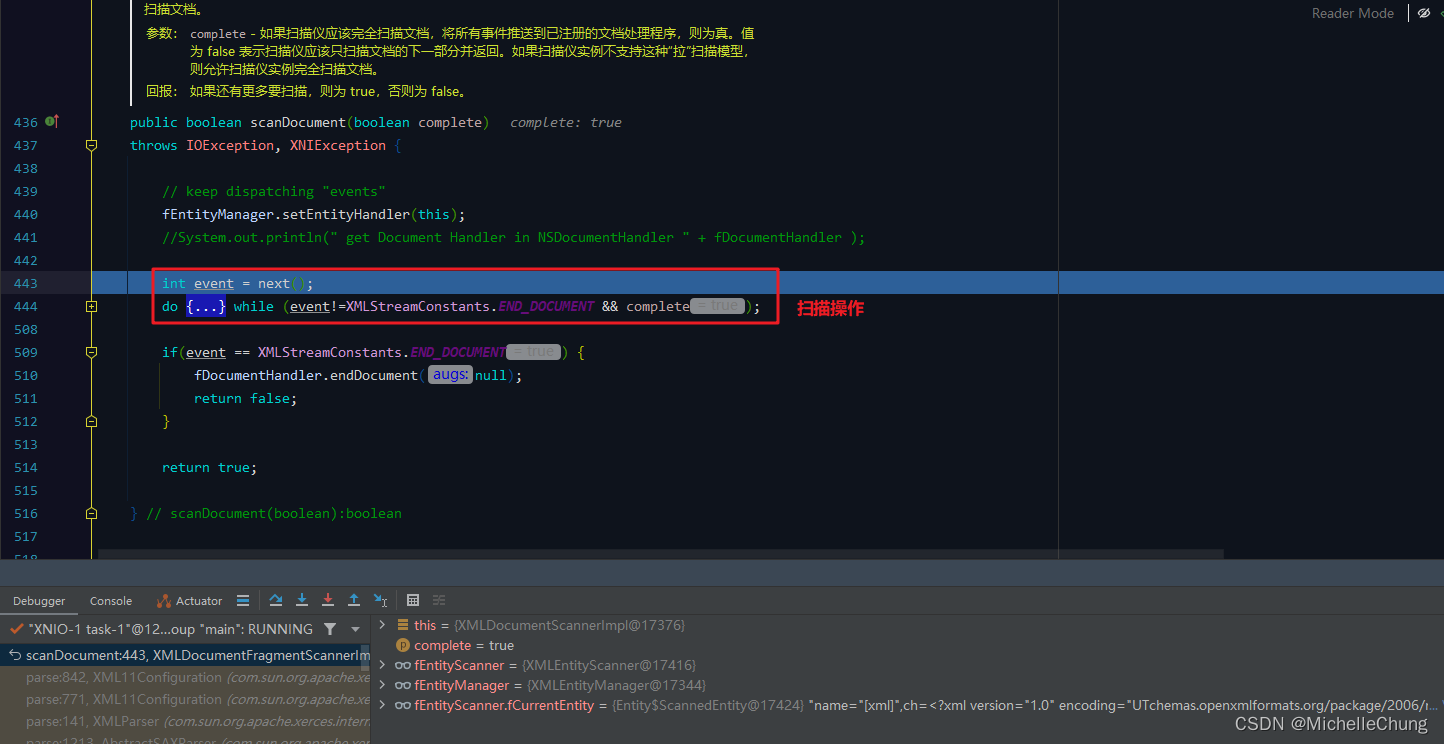 扫描文档。
Reader Mode
参数: complete - 如果扫描仪应该完全扫描文档，将所有事件推送到已注册的文档处理程序，则为真。值
为 false 表示扫描仪应该只扫描文档的下一部分并返回。如果扫描仪实例不支持这种“拉”扫描模型，
则允许扫描仪实例完全扫描文档。
回报: 如果还有更多要扫描，则为 true，否则为 false。
436 public boolean scanDocument(boolean complete) complete: true
437 throws IOException, XNIException {
438
439 // keep dispatching "events"
440 fEntityManager.setEntityHandler(this);
441 //System.out.println(" get Document Handler in NSDocumentHandler " + fDocumentHandler );
442
443 int event = next();
444 do {...} while (event!=XMLStreamConstants.END_DOCUMENT && complete = true );
扫描操作
508
509 if(event == XMLStreamConstants.END_DOCUMENT = true ) {
510 fDocumentHandler.endDocument( augs: null);
511 return false;
512 }
513
514 return true;
515
516 } // scanDocument(boolean):boolean
517
518
Debugger Console Actuator
"XNIO-1 task-1"@12...oup "main": RUNNING
scanDocument:443, XMLDocumentFragmentScannerIm
parse:842, XML11Configuration (com.sun.org.apache.xe
parse:771, XML11Configuration (com.sun.org.apache.xe
parse:141, XMLParser (com.sun.org.apache.xerces.intern
parse:1213, AbstractSAXParser
this = {XMLDocumentScannerImpl@17376}
complete = true
fEntityScanner = {XMLEntityScanner@17416}
fEntityManager = {XMLEntityManager@17344}
fEntityScanner.fCurrentEntity = {Entity$ScannedEntity@17424} "name="[xml]",ch=<?xml version="1.0" encoding="UTchemas.openxmlformats.org/package/2006/r...
CSDN @MichelleChung